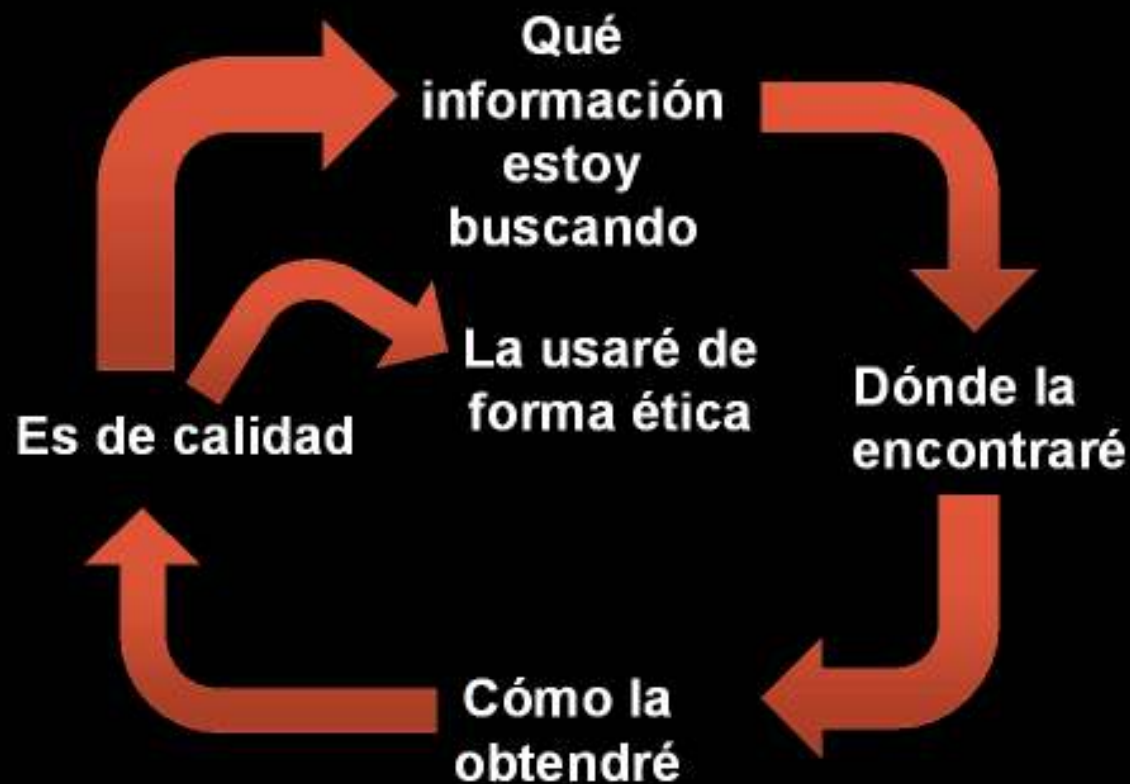 Qué
información
estoy
buscando
Dónde la
encontraré
Cómo la
obtendré
Es de calidad
La usaré de
forma ética